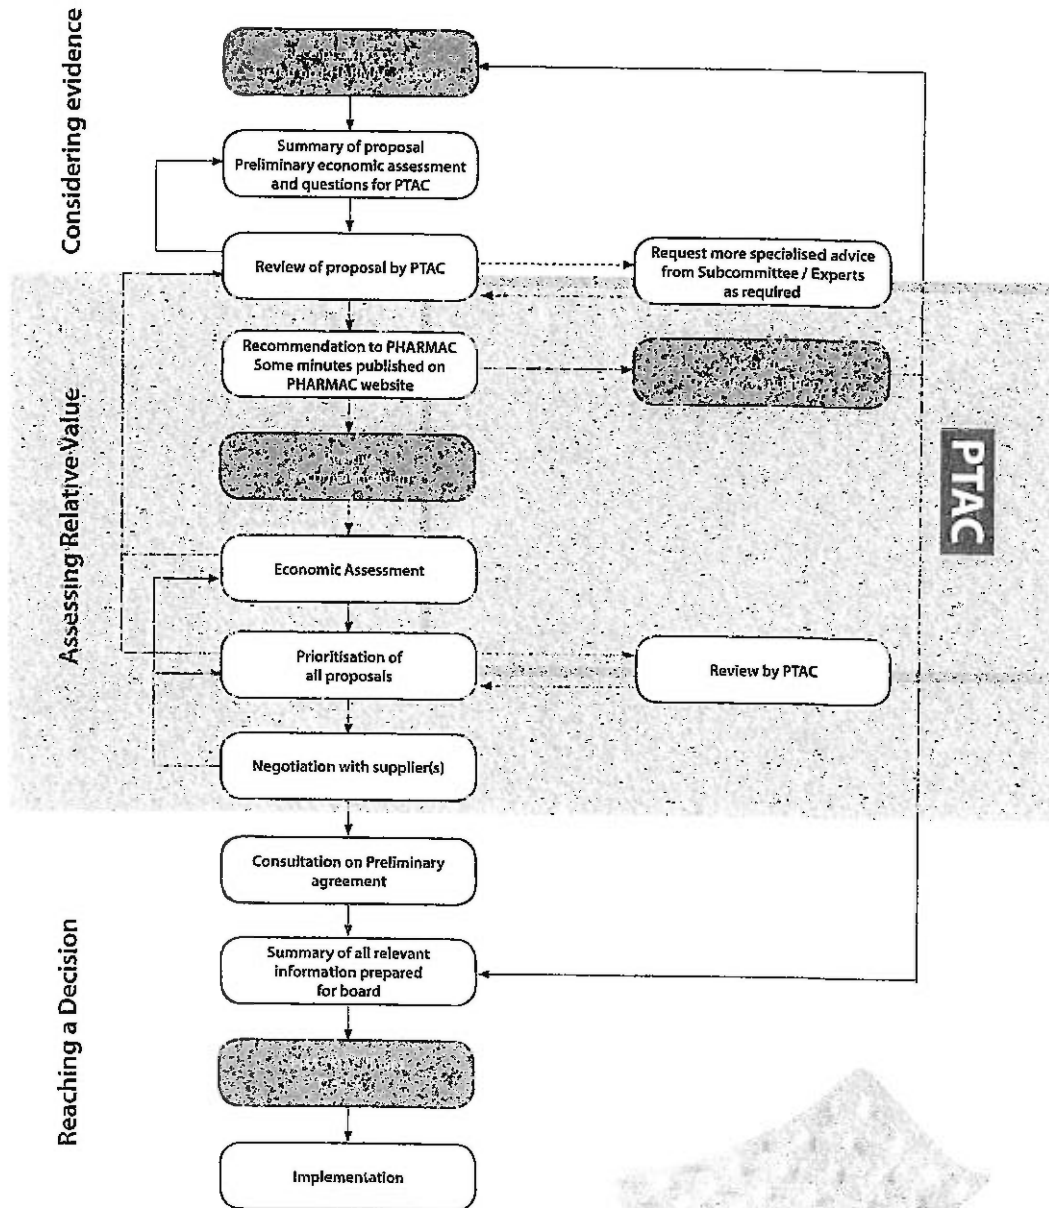 Considering evidence
Summary of proposal
Preliminary economic assessment
and questions for PTAC
Review of proposal by PTAC
Request more specialised advice
from Subcommittee / Experts
as required
Assessing Relative Value
Recommendation to PHARMAC
Some minutes published on
PHARMAC website
PTAC
Economic Assessment
Prioritisation of
all proposals
Review by PTAC
Negotiation with supplier(s)
Reaching a Decision
Consultation on Preliminary
agreement
Summary of all relevant
information prepared
for board
Implementation